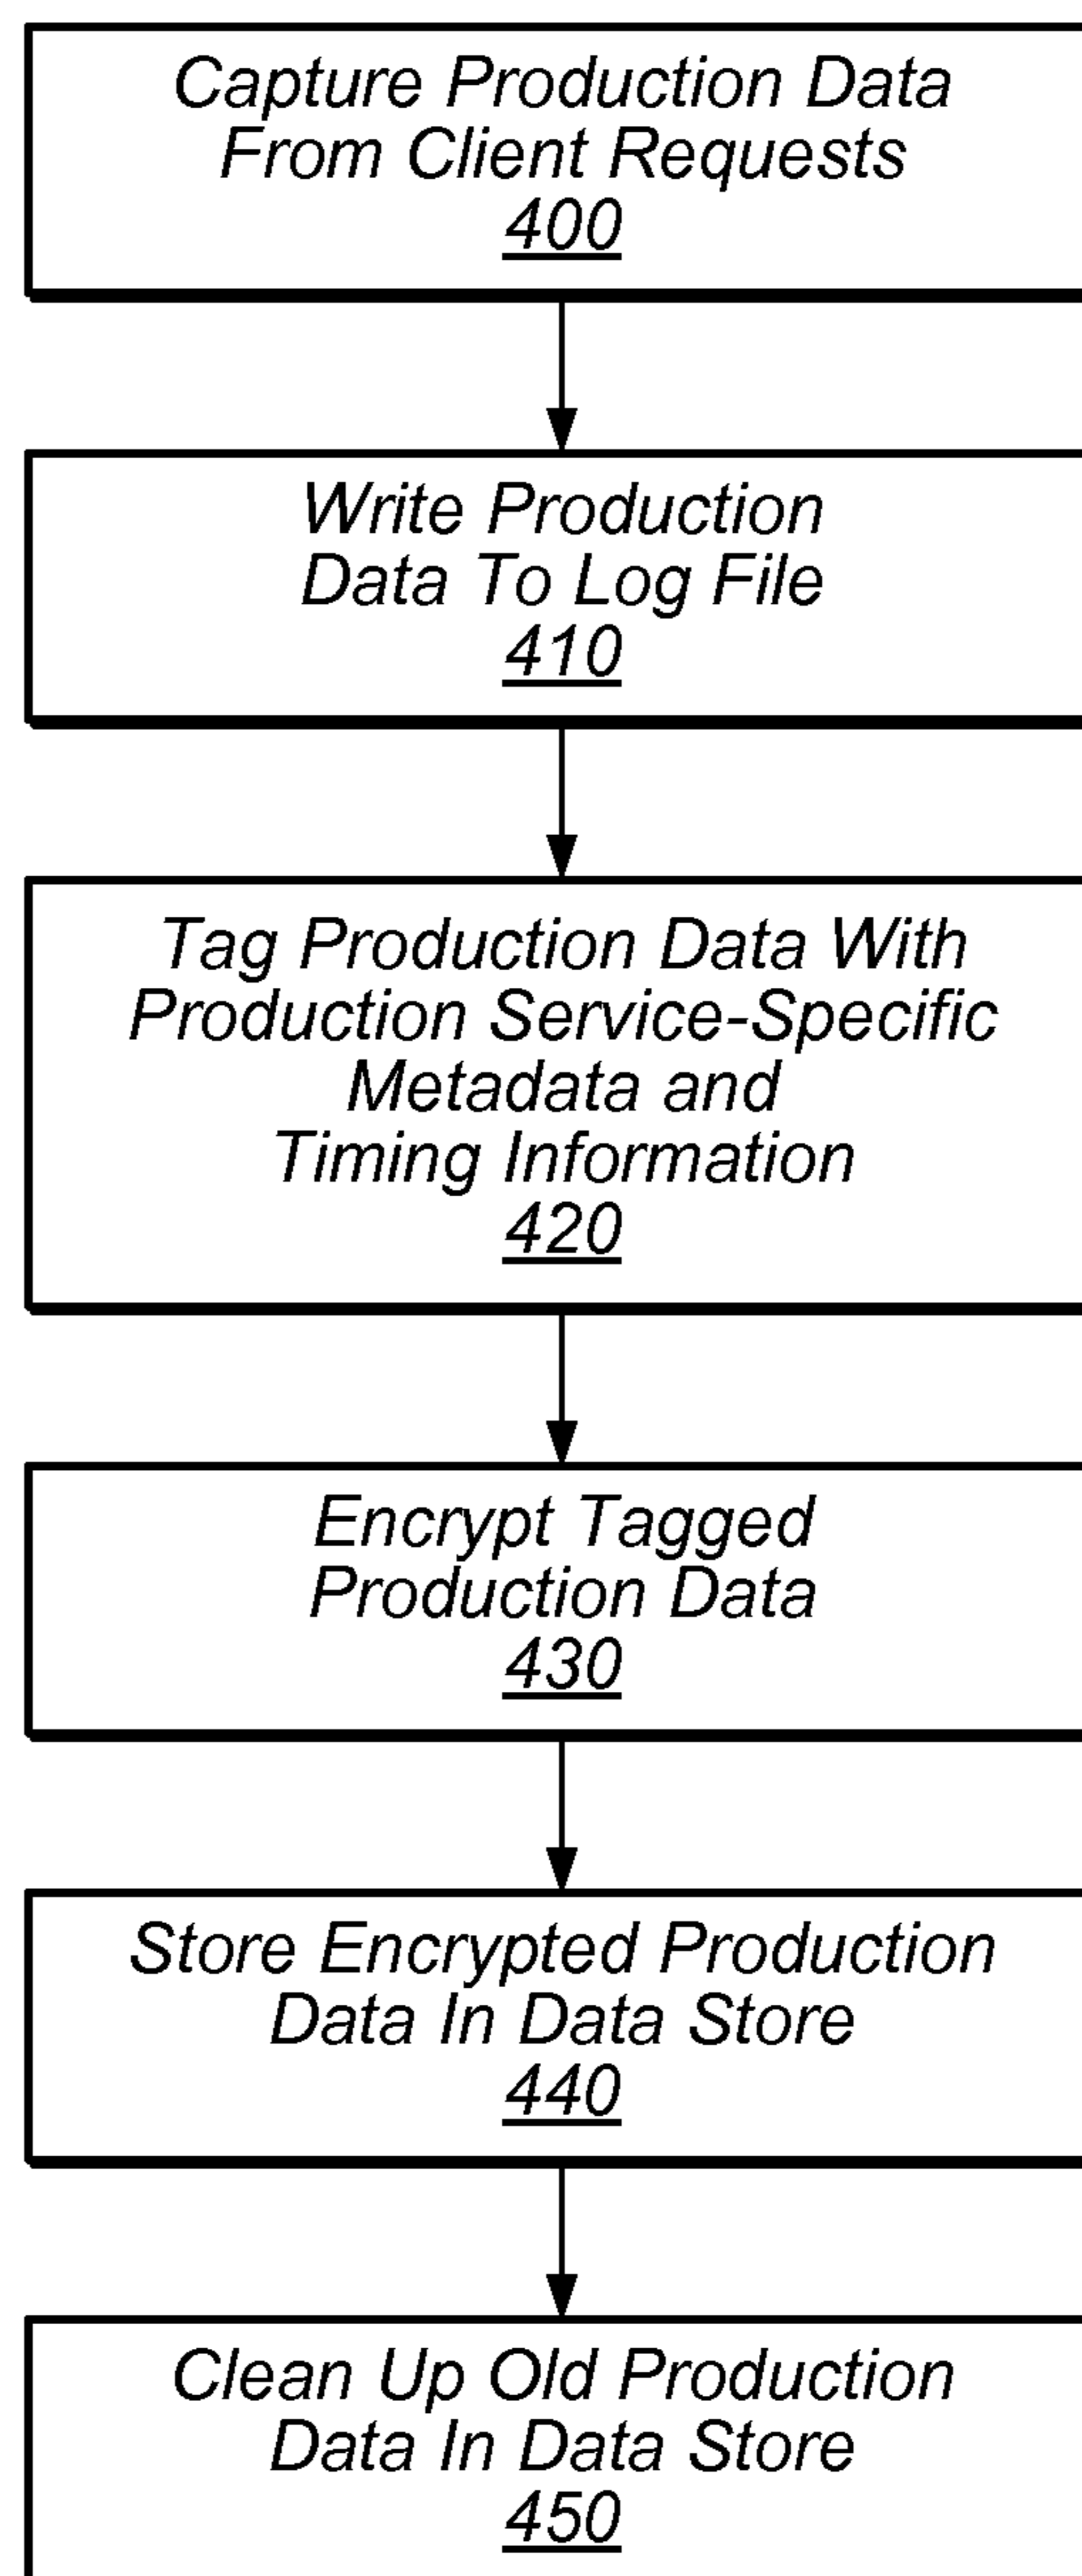 Capture Production Data
From Client Requests
400
Write Production
Data To Log File
410
Tag Production Data With
Production Service-Specific
Metadata and
Timing Information
420
Encrypt Tagged
Production Data
430
Store Encrypted Production
Data In Data Store
440
Clean Up Old Production
Data In Data Store
450